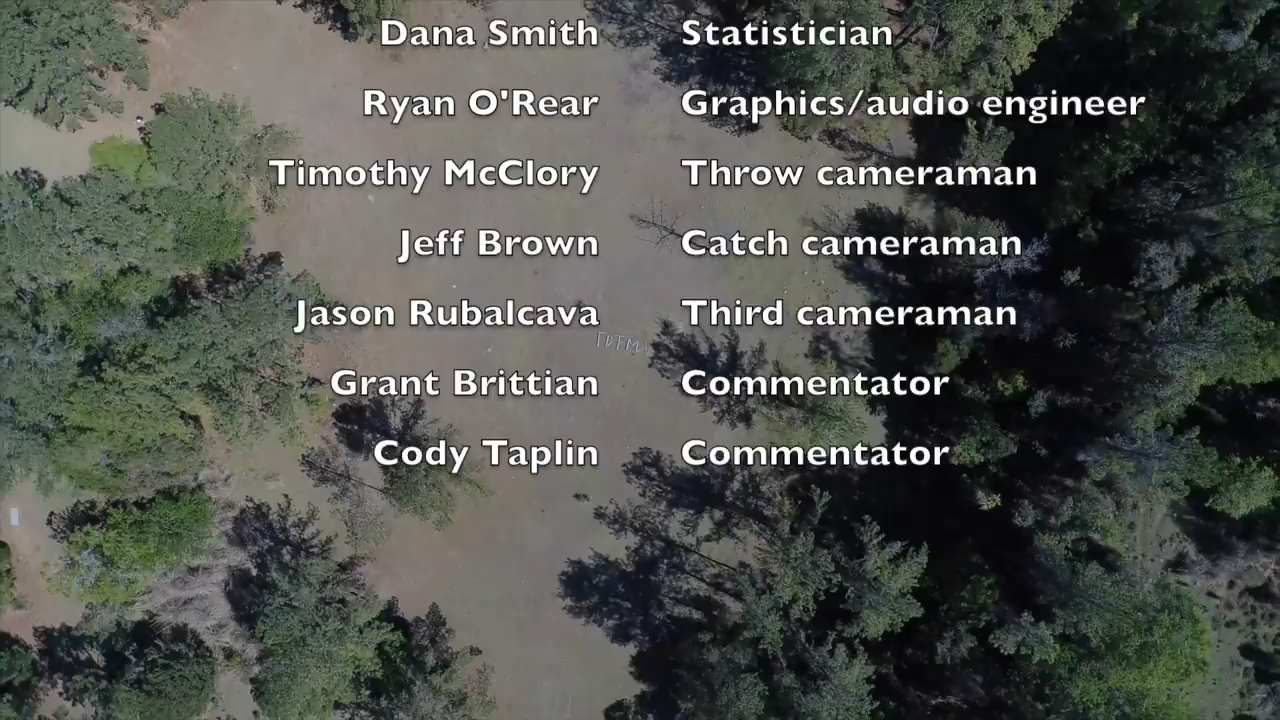 Dana Smith Statistician
Ryan O'Rear Graphics/audio engineer
Timothy McClory Throw cameraman
Jeff Brown Catch cameraman
Jason Rubalcava Third cameraman
Grant Brittian Commentator
Cody Taplin Commentator